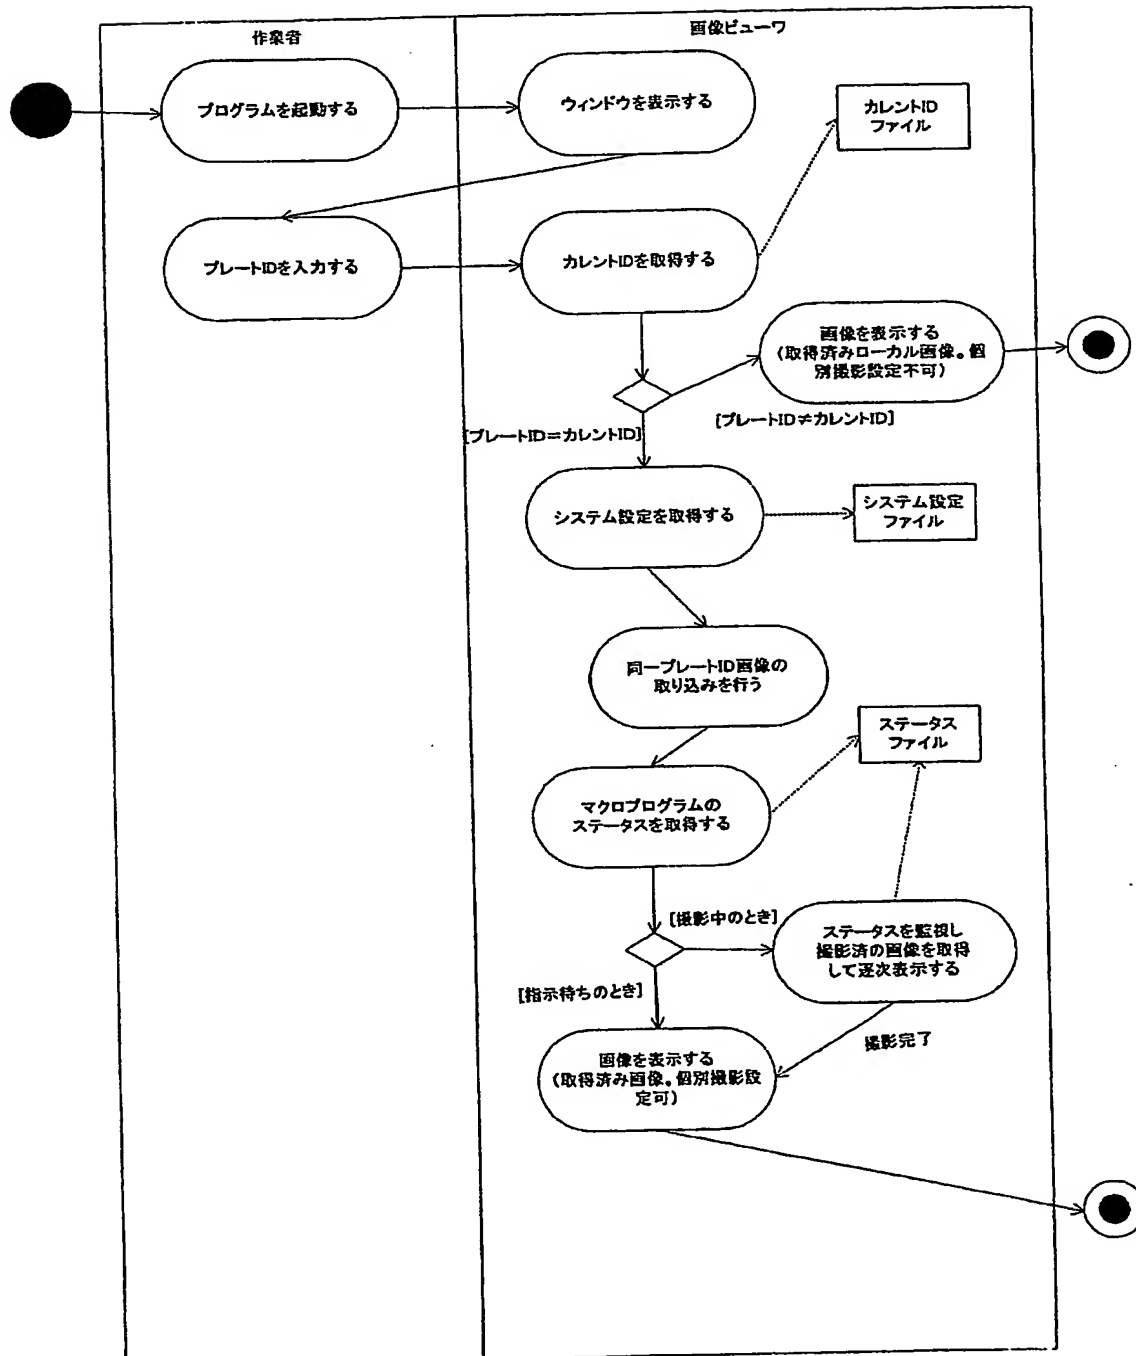 作業者
画像ビューワ
プログラムを起動する
ウィンドウを表示する
カレントID
ファイル
プレートIDを入力する
カレントIDを取得する
画像を表示する
(取得済みローカル画像。個
別撮影設定不可)
[プレートID=カレントID]
[プレートID≠カレントID]
システム設定を取得する
システム設定
ファイル
同一プレートID画像の
取り込みを行う
ステータス
ファイル
マクロプログラムの
ステータスを取得する
[撮影中のとき]
ステータスを監視し
撮影済の画像を取得
して逐次表示する
[指示待ちのとき]
撮影完了
画像を表示する
(取得済み画像。個別撮影設
定可)